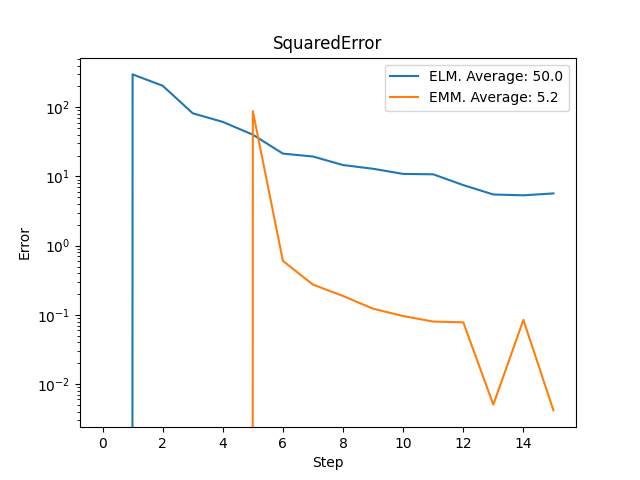 SquaredError
ELM. Average: 50.0
EMM. Average: 5.2
Error
10²
10¹
10⁰
10⁻¹
10⁻²
0 2 4 6 8 10 12 14
Step